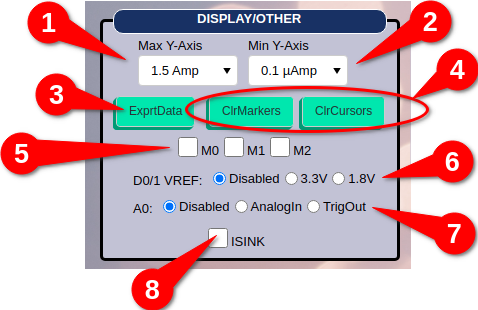 DISPLAY/OTHER
1 2
Max Y-Axis Min Y-Axis
1.5 Amp 0.1 µAmp
4
3 ExprtData ClrMarkers ClrCursors
5 M0 M1 M2
D0/1 VREF: Disabled 3.3V 1.8V 6
A0: Disabled AnalogIn TrigOut
7
ISINK
8